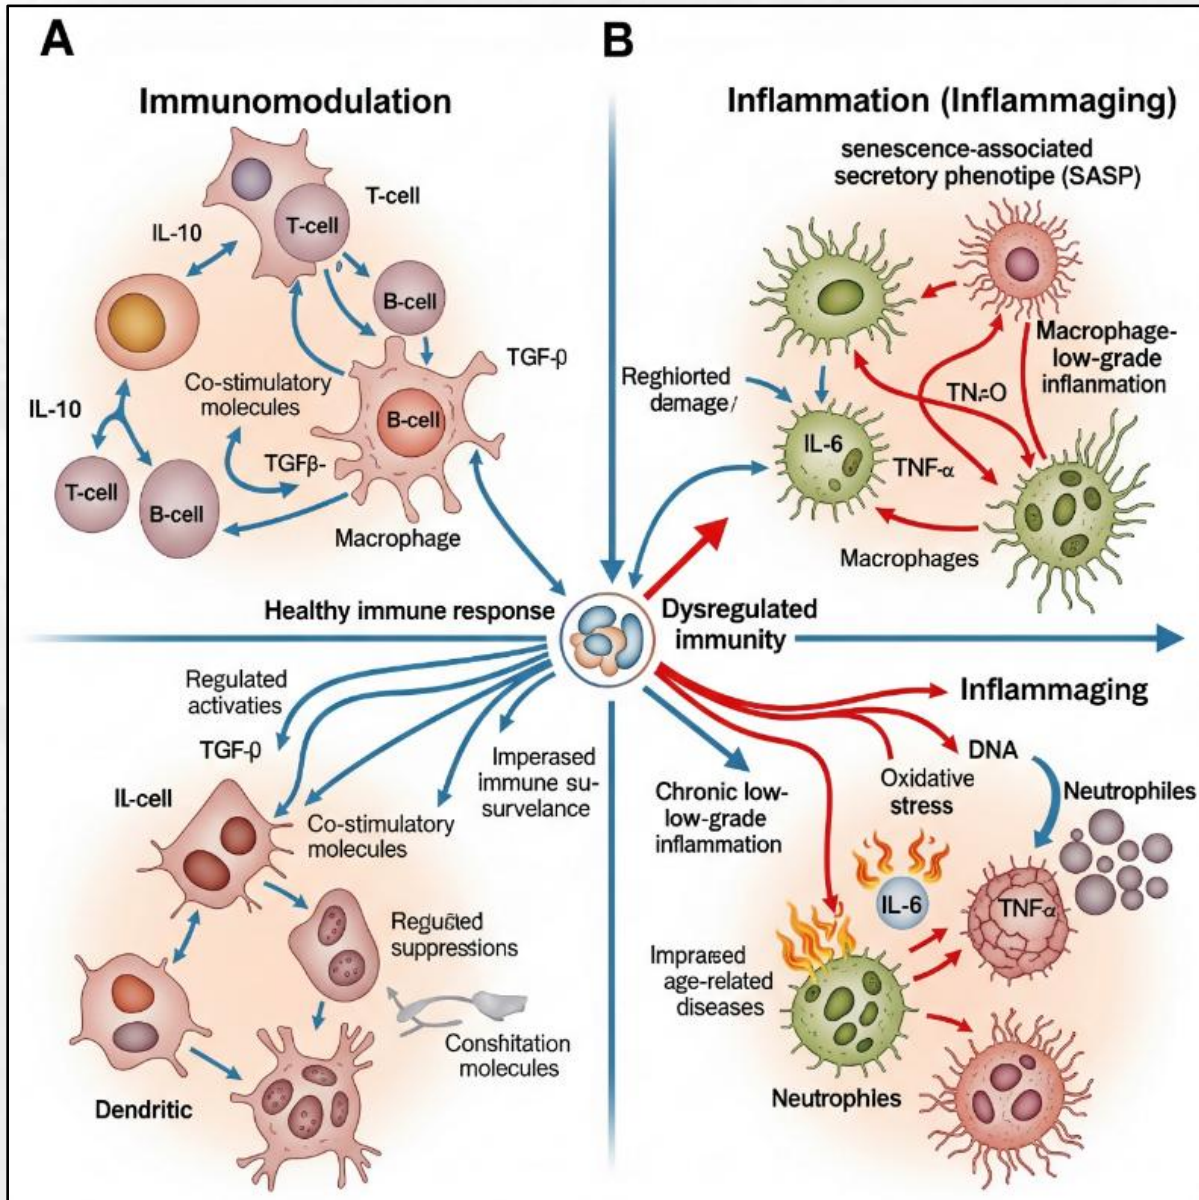 A
B
Immunomodulation
T-cell
T-cell
IL-10
B-cell
TGF-β
Co-stimulatory
molecules
B-cell
IL-10
TGFβ-
T-cell
B-cell
Macrophage
Inflammation (Inflammaging)
senescence-associated
secretory phenotipe (SASP)
Macrophage-
low-grade
inflanmation
Reghiorted
damage/
TN=O
IL-6
TNF-α
Macrophages
Healthy immune response
Dysregulated
immunity
Regulated
activaties
TGF-β
IL-cell
Co-stimulatory
molecules
Imperased
immune su-
survelance
Regulated
suppressions
Conshitation
molecules
Dendritic
Inflammaging
DNA
Oxidative
stress
Neutrophiles
Chronic low-
low-grade
inflammation
IL-6
TNFα
age-related
diseases
Neutrophles